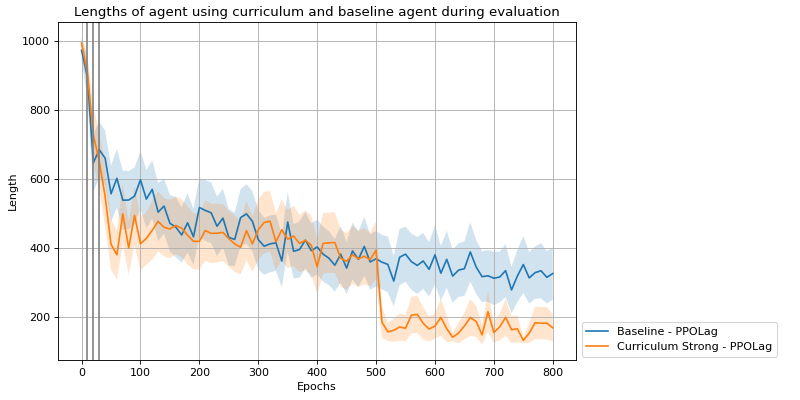 Lengths of agent using curriculum and baseline agent during evaluation
Length
1000
800
600
400
200
0 100 200 300 400 500 600 700 800
Epochs
Baseline - PPOLag
Curriculum Strong - PPOLag